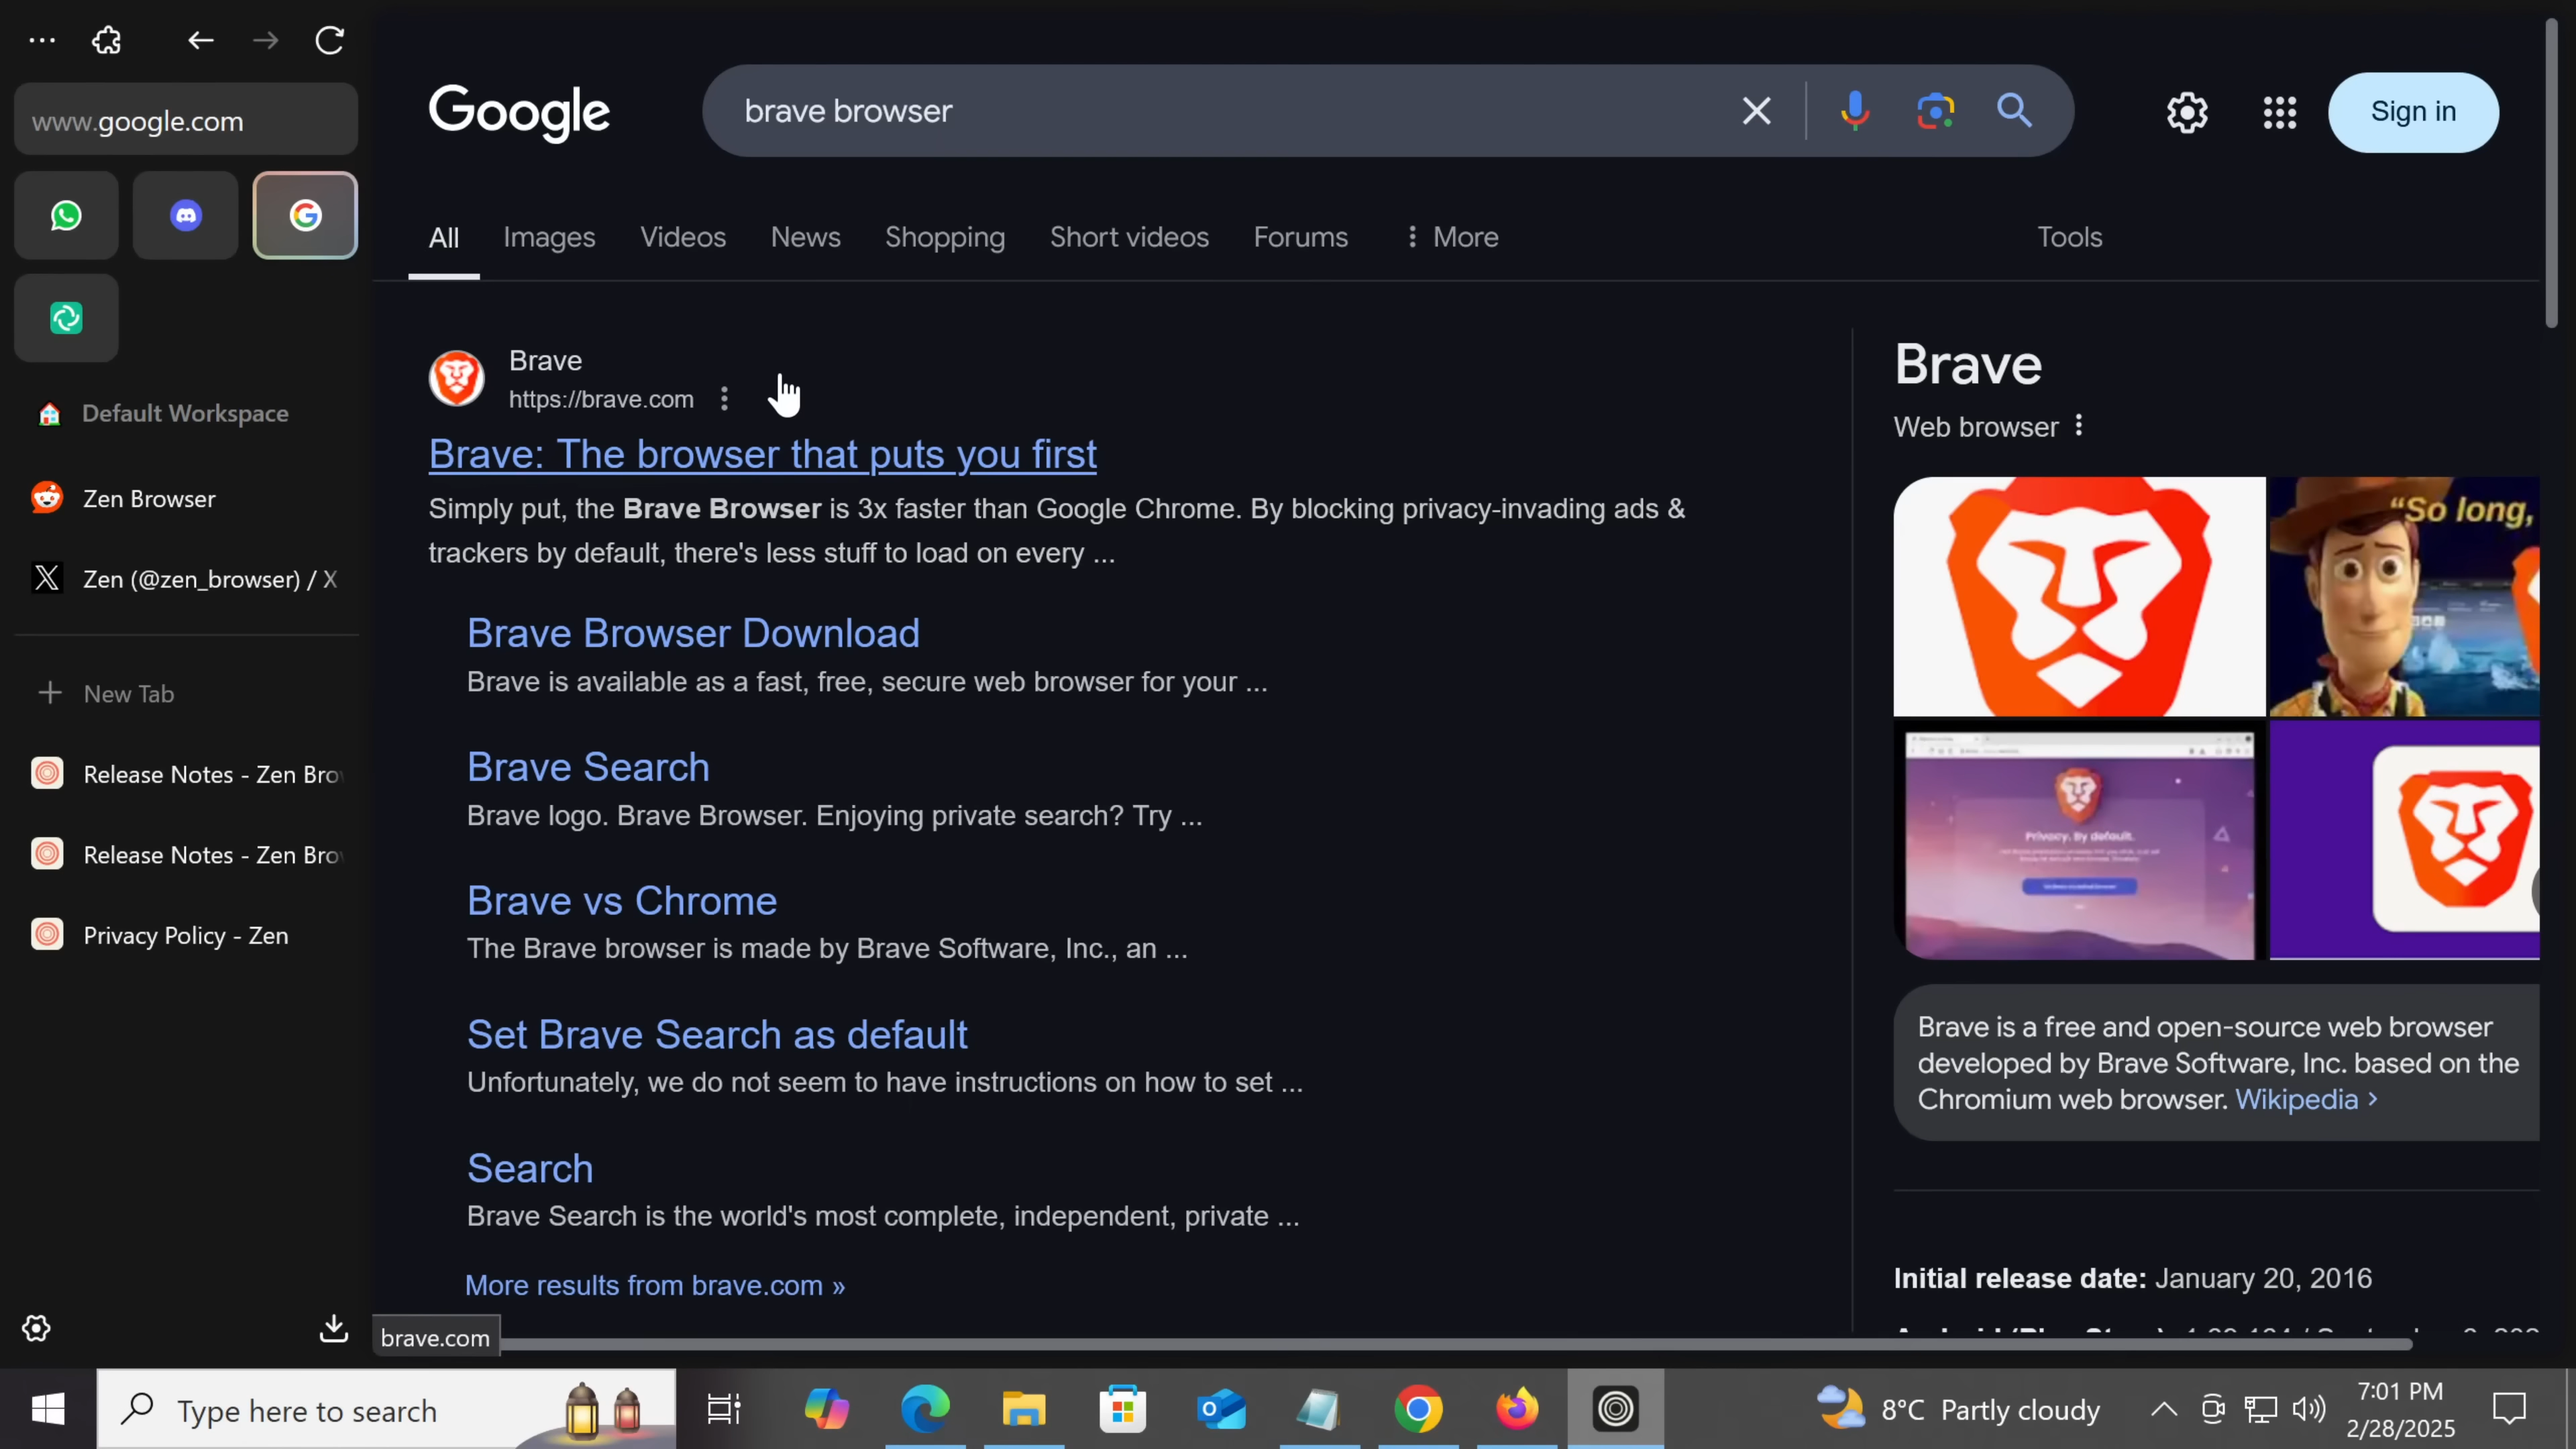 www.google.com
Default Workspace
Zen Browser
Zen (@zen_browser) / X
New Tab
Release Notes - Zen Bro
Release Notes - Zen Bro
Privacy Policy - Zen
Google
brave browser
Sign in
All Images Videos News Shopping Short videos Forums More Tools
Brave
https://brave.com
Brave: The browser that puts you first
Simply put, the Brave Browser is 3x faster than Google Chrome. By blocking privacy-invading ads &
trackers by default, there's less stuff to load on every ...
Brave Browser Download
Brave is available as a fast, free, secure web browser for your ...
Brave Search
Brave logo. Brave Browser. Enjoying private search? Try ...
Brave vs Chrome
The Brave browser is made by Brave Software, Inc., an ...
Set Brave Search as default
Unfortunately, we do not seem to have instructions on how to set ...
Search
Brave Search is the world's most complete, independent, private ...
More results from brave.com »
brave.com
Brave
Web browser
“So long,
Privacy. By default.
Brave is a free and open-source web browser
developed by Brave Software, Inc. based on the
Chromium web browser. Wikipedia ›
Initial release date: January 20, 2016
Type here to search
8°C Partly cloudy
7:01 PM
2/28/2025